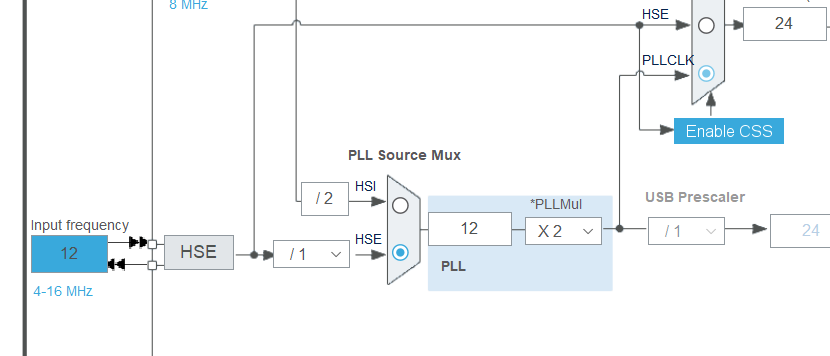 8 MHz
HSE
24
PLLCLK
Enable CSS
PLL Source Mux
HSI
/ 2
*PLLMul
USB Prescaler
Input frequency
12
X 2
/ 1
24
HSE
12
HSE
/ 1
PLL
4-16 MHz